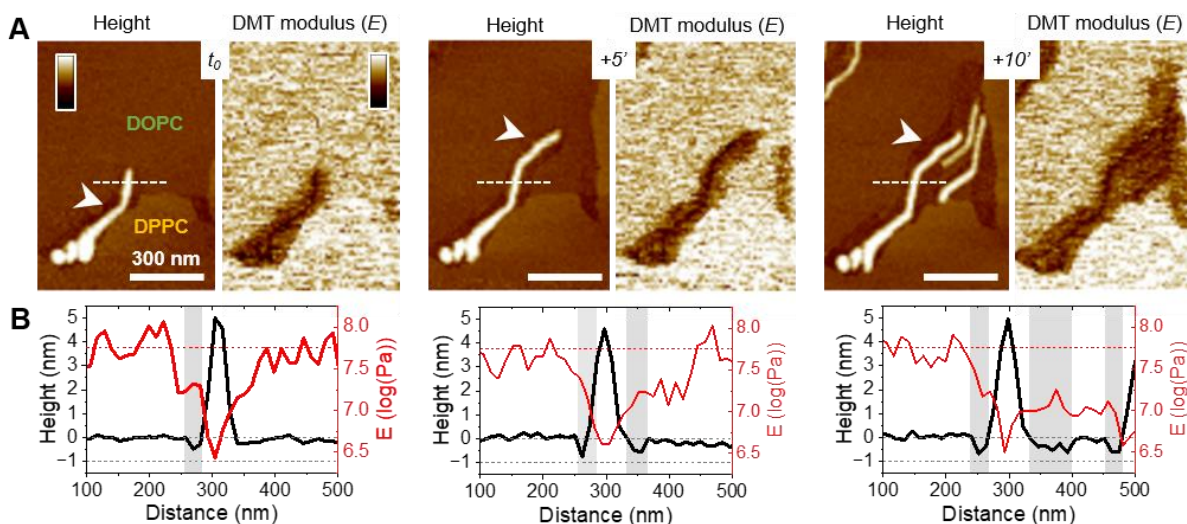 A
Height
DMT modulus (E)
t0
DOPC
DPPC
300 nm
Height
DMT modulus (E)
+5'
Height
DMT modulus (E)
+10'
B
5
4
3
2
1
0
−1
Height (nm)
8.0
7.5
7.0
6.5
E (log(Pa))
100 200 300 400 500
Distance (nm)
5
4
3
2
1
0
−1
Height (nm)
8.0
7.5
7.0
6.5
E (log(Pa))
100 200 300 400 500
Distance (nm)
5
4
3
2
1
0
−1
Height (nm)
8.0
7.5
7.0
6.5
E (log(Pa))
100 200 300 400 500
Distance (nm)